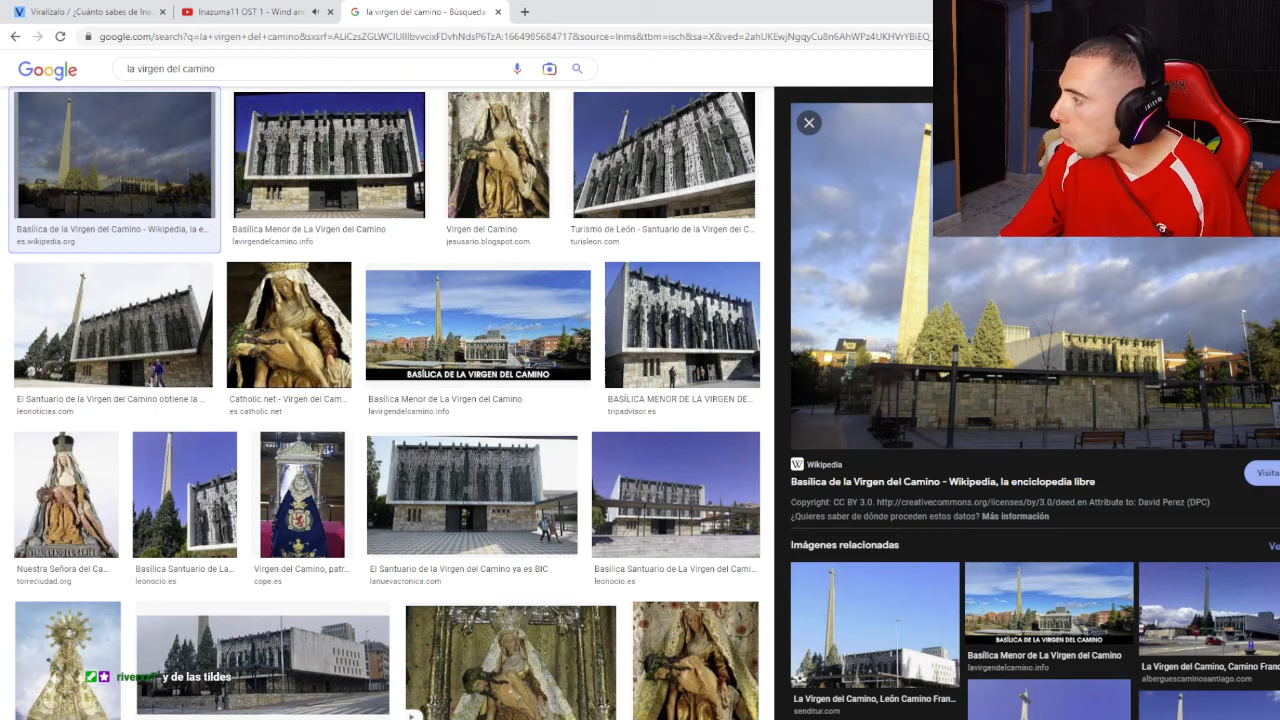 Viralízalo / ¿Cuánto sabes de Ina
Inazuma11 OST 1 - Wind an
la virgen del camino - Búsqueda
Google
la virgen del camino
Basílica de la Virgen del Camino - Wikipedia, la e...
es.wikipedia.org
Basílica Menor de La Virgen del Camino
lavirgendelcamino.info
Virgen del Camino
jesusario.blogspot.com
Turismo de León - Santuario de la Virgen del C...
turisleon.com
El Santuario de la Virgen del Camino obtiene la ...
leonoticias.com
Catholic.net - Virgen del Cam...
es.catholic.net
BASÍLICA DE LA VIRGEN DEL CAMINO
Basílica Menor de La Virgen del Camino
lavirgendelcamino.info
BASÍLICA MENOR DE LA VIRGEN DE...
tripadvisor.es
Nuestra Señora del Ca...
torreciudad.org
Basílica Santuario de La...
leonocio.es
Virgen del Camino, patr...
cope.es
El Santuario de la Virgen del Camino ya es BIC
lanuevacronica.com
Basílica Santuario de La Virgen del Cami...
leonocio.es
y de las tildes
Wikipedia
Basílica de la Virgen del Camino - Wikipedia, la enciclopedia libre
Visita
Copyright: CC BY 3.0. http://creativecommons.org/licenses/by/3.0/deed.en Attribute to: David Perez (DPC)
¿Quieres saber de dónde proceden estos datos? Más información
Imágenes relacionadas
Ve
La Virgen del Camino, León Camino Fran...
senditur.com
BASÍLICA DE LA VIRGEN DEL CAMINO
Basílica Menor de La Virgen del Camino
lavirgendelcamino.info
La Virgen del Camino, Camino Franc
alberguescaminosantiago.com